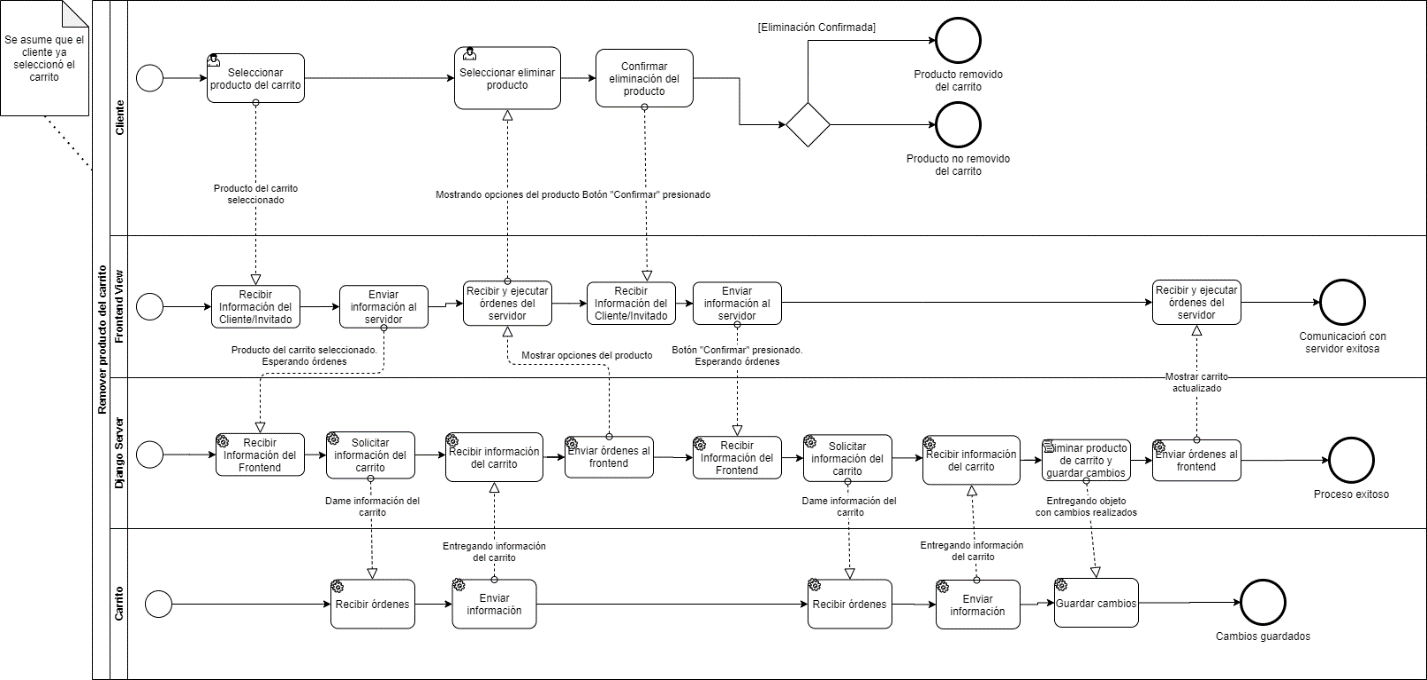 Se asume que el
cliente ya
seleccionó el
carrito
Remover producto del carrito
Cliente
Seleccionar
producto del carrito
Seleccionar eliminar
producto
Confirmar
eliminación del
producto
[Eliminación Confirmada]
Producto removido
del carrito
Producto no removido
del carrito
Producto del carrito
seleccionado
Mostrando opciones del producto
Botón "Confirmar" presionado
Frontend View
Recibir
Información del
Cliente/Invitado
Enviar
información al
servidor
Recibir y ejecutar
órdenes del
servidor
Recibir
Información del
Cliente/Invitado
Enviar
información al
servidor
Recibir y ejecutar
órdenes del
servidor
Comunicación con
servidor exitosa
Producto del carrito seleccionado.
Esperando órdenes
Mostrar opciones del producto
Botón "Confirmar" presionado.
Esperando órdenes
Mostrar carrito
actualizado
Django Server
Recibir
Información del
Frontend
Solicitar
información del
carrito
Recibir información
del carrito
Enviar órdenes al
frontend
Recibir
Información del
Frontend
Solicitar
información del
carrito
Recibir información
del carrito
Eliminar producto
de carrito y
guardar cambios
Enviar órdenes al
frontend
Proceso exitoso
Dame información del
carrito
Entregando información
del carrito
Dame información del
carrito
Entregando información
del carrito
Entregando objeto
con cambios realizados
Carrito
Recibir órdenes
Enviar
información
Recibir órdenes
Enviar
información
Guardar cambios
Cambios guardados